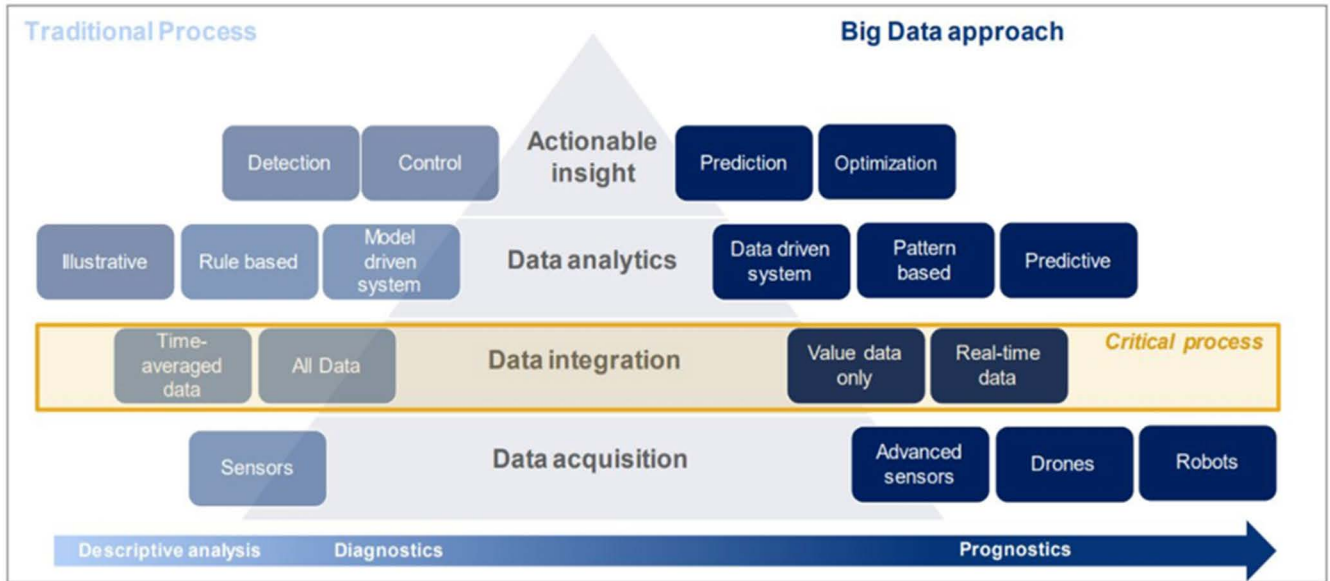 Traditional Process
Big Data approach
Detection
Control
Actionable
insight
Prediction
Optimization
Illustrative
Rule based
Model
driven
system
Data analytics
Data driven
system
Pattern
based
Predictive
Time-
averaged
data
All Data
Data integration
Value data
only
Real-time
data
Critical process
Sensors
Data acquisition
Advanced
sensors
Drones
Robots
Descriptive analysis
Diagnostics
Prognostics